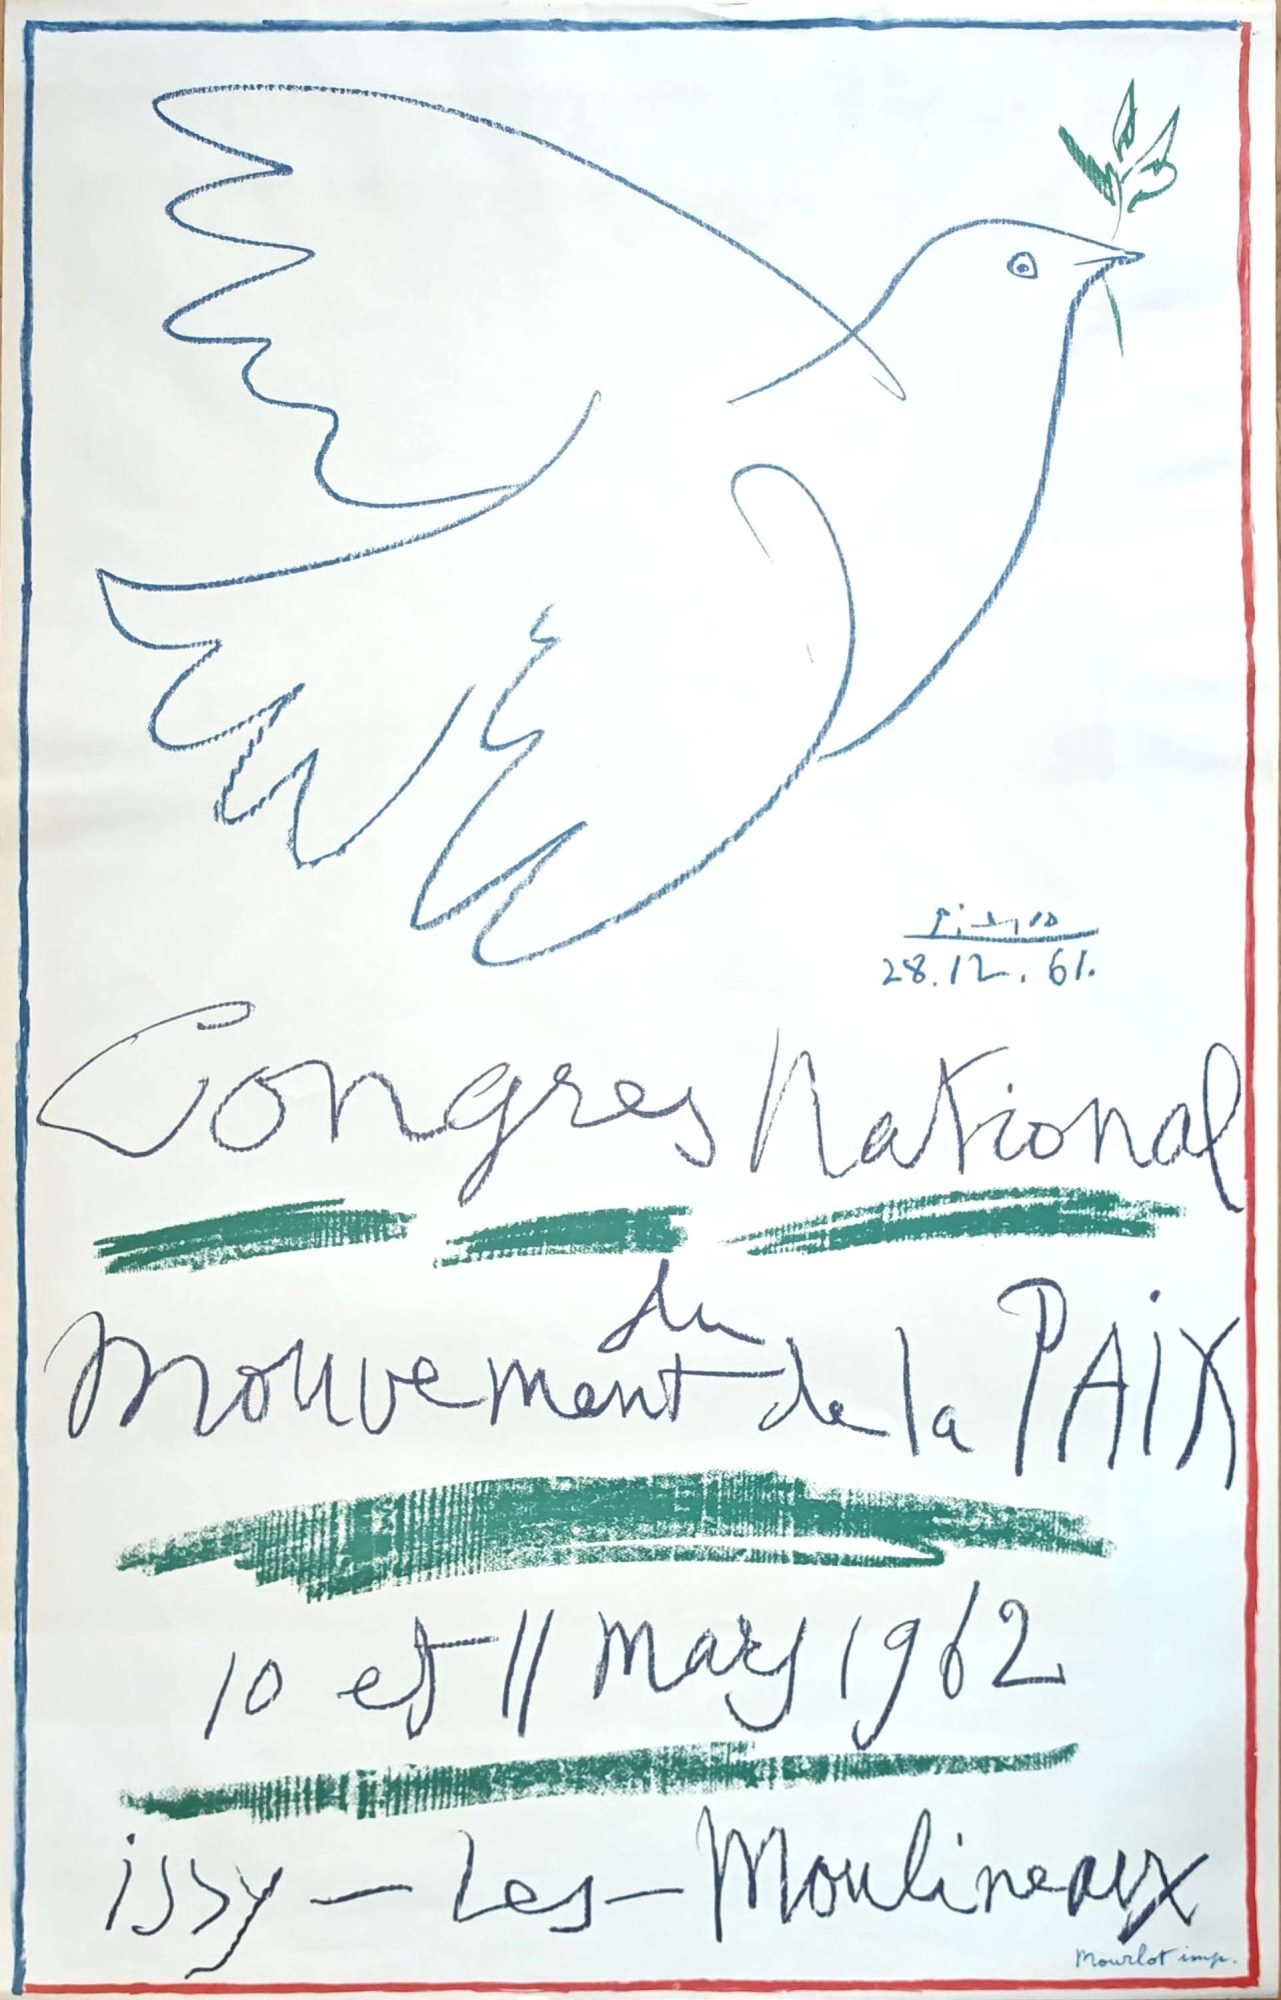 Picasso
28.12.61.
Congres National
du
Mouvement de la PAiX
10 et 11 mars 1962
issy-Les-Moulineaux
Mourlot imp.